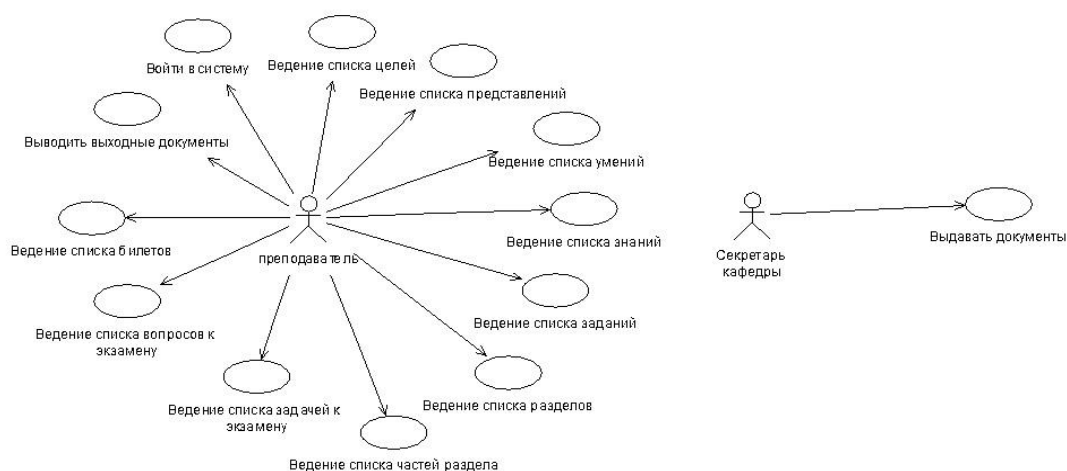 Войти в систему
Ведение списка целей
Ведение списка представлений
Выводить выходные документы
Ведение списка умений
Ведение списка билетов
преподаватель
Ведение списка знаний
Секретарь
кафедры
Выдавать документы
Ведение списка вопросов к
экзамену
Ведение списка заданий
Ведение списка задачей к
экзамену
Ведение списка разделов
Ведение списка частей раздела